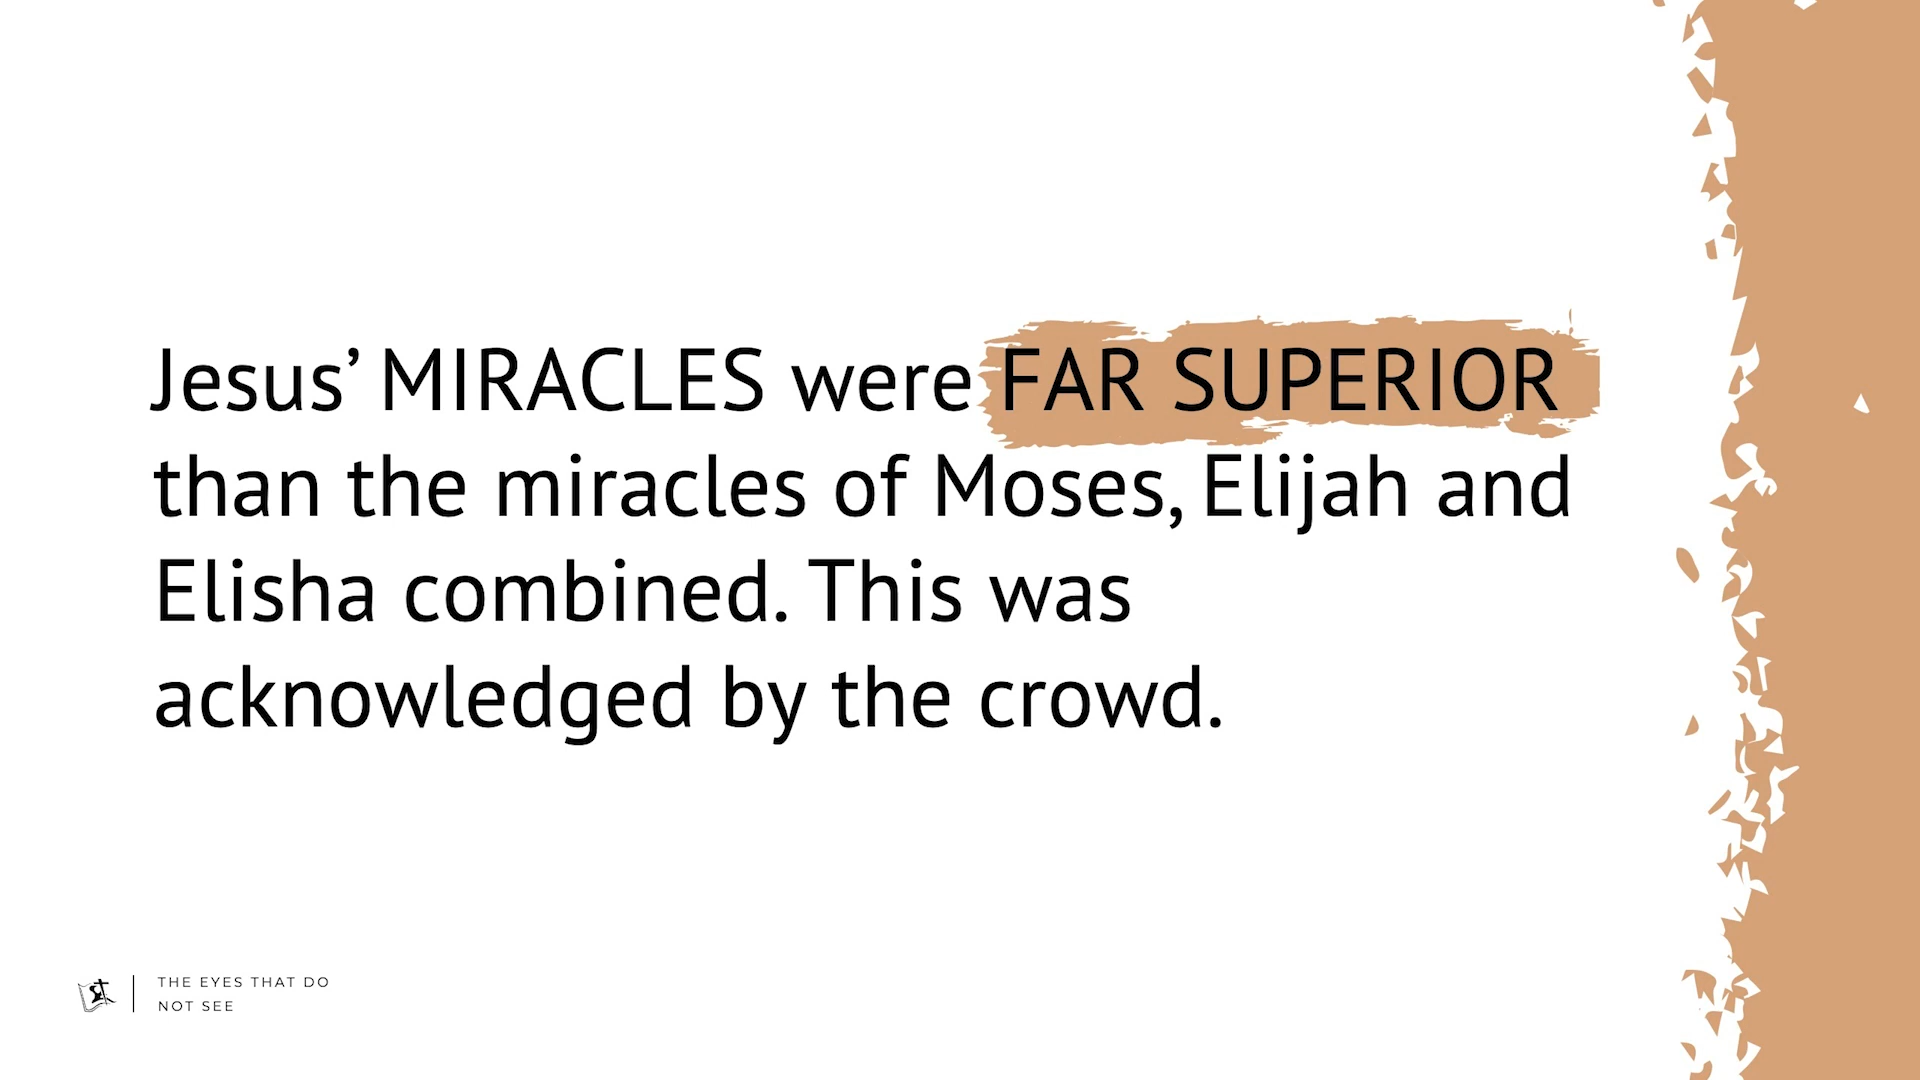 Jesus’ MIRACLES were FAR SUPERIOR
than the miracles of Moses, Elijah and
Elisha combined. This was
acknowledged by the crowd.
THE EYES THAT DO
NOT SEE